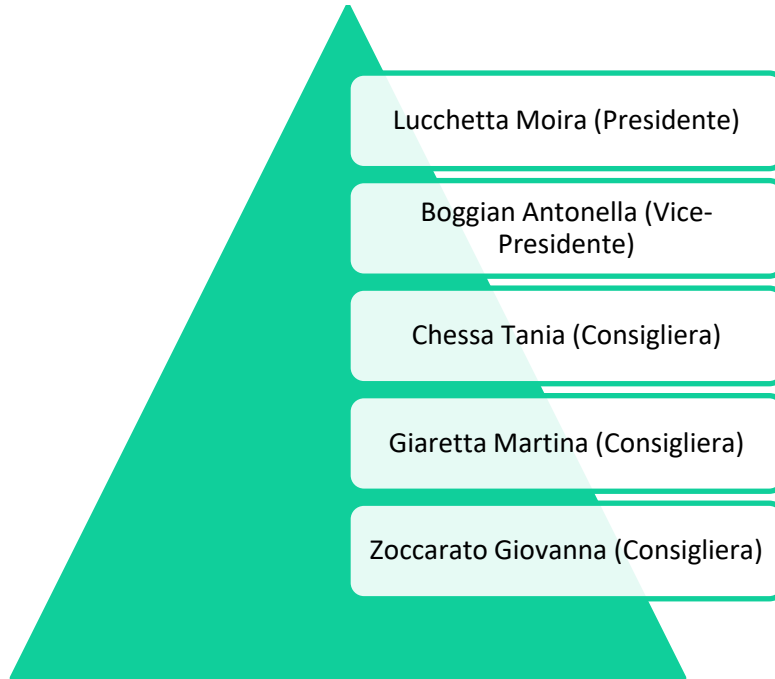 Lucchetta Moira (Presidente)
Boggian Antonella (Vice-
Presidente)
Chessa Tania (Consigliera)
Giaretta Martina (Consigliera)
Zoccarato Giovanna (Consigliera)